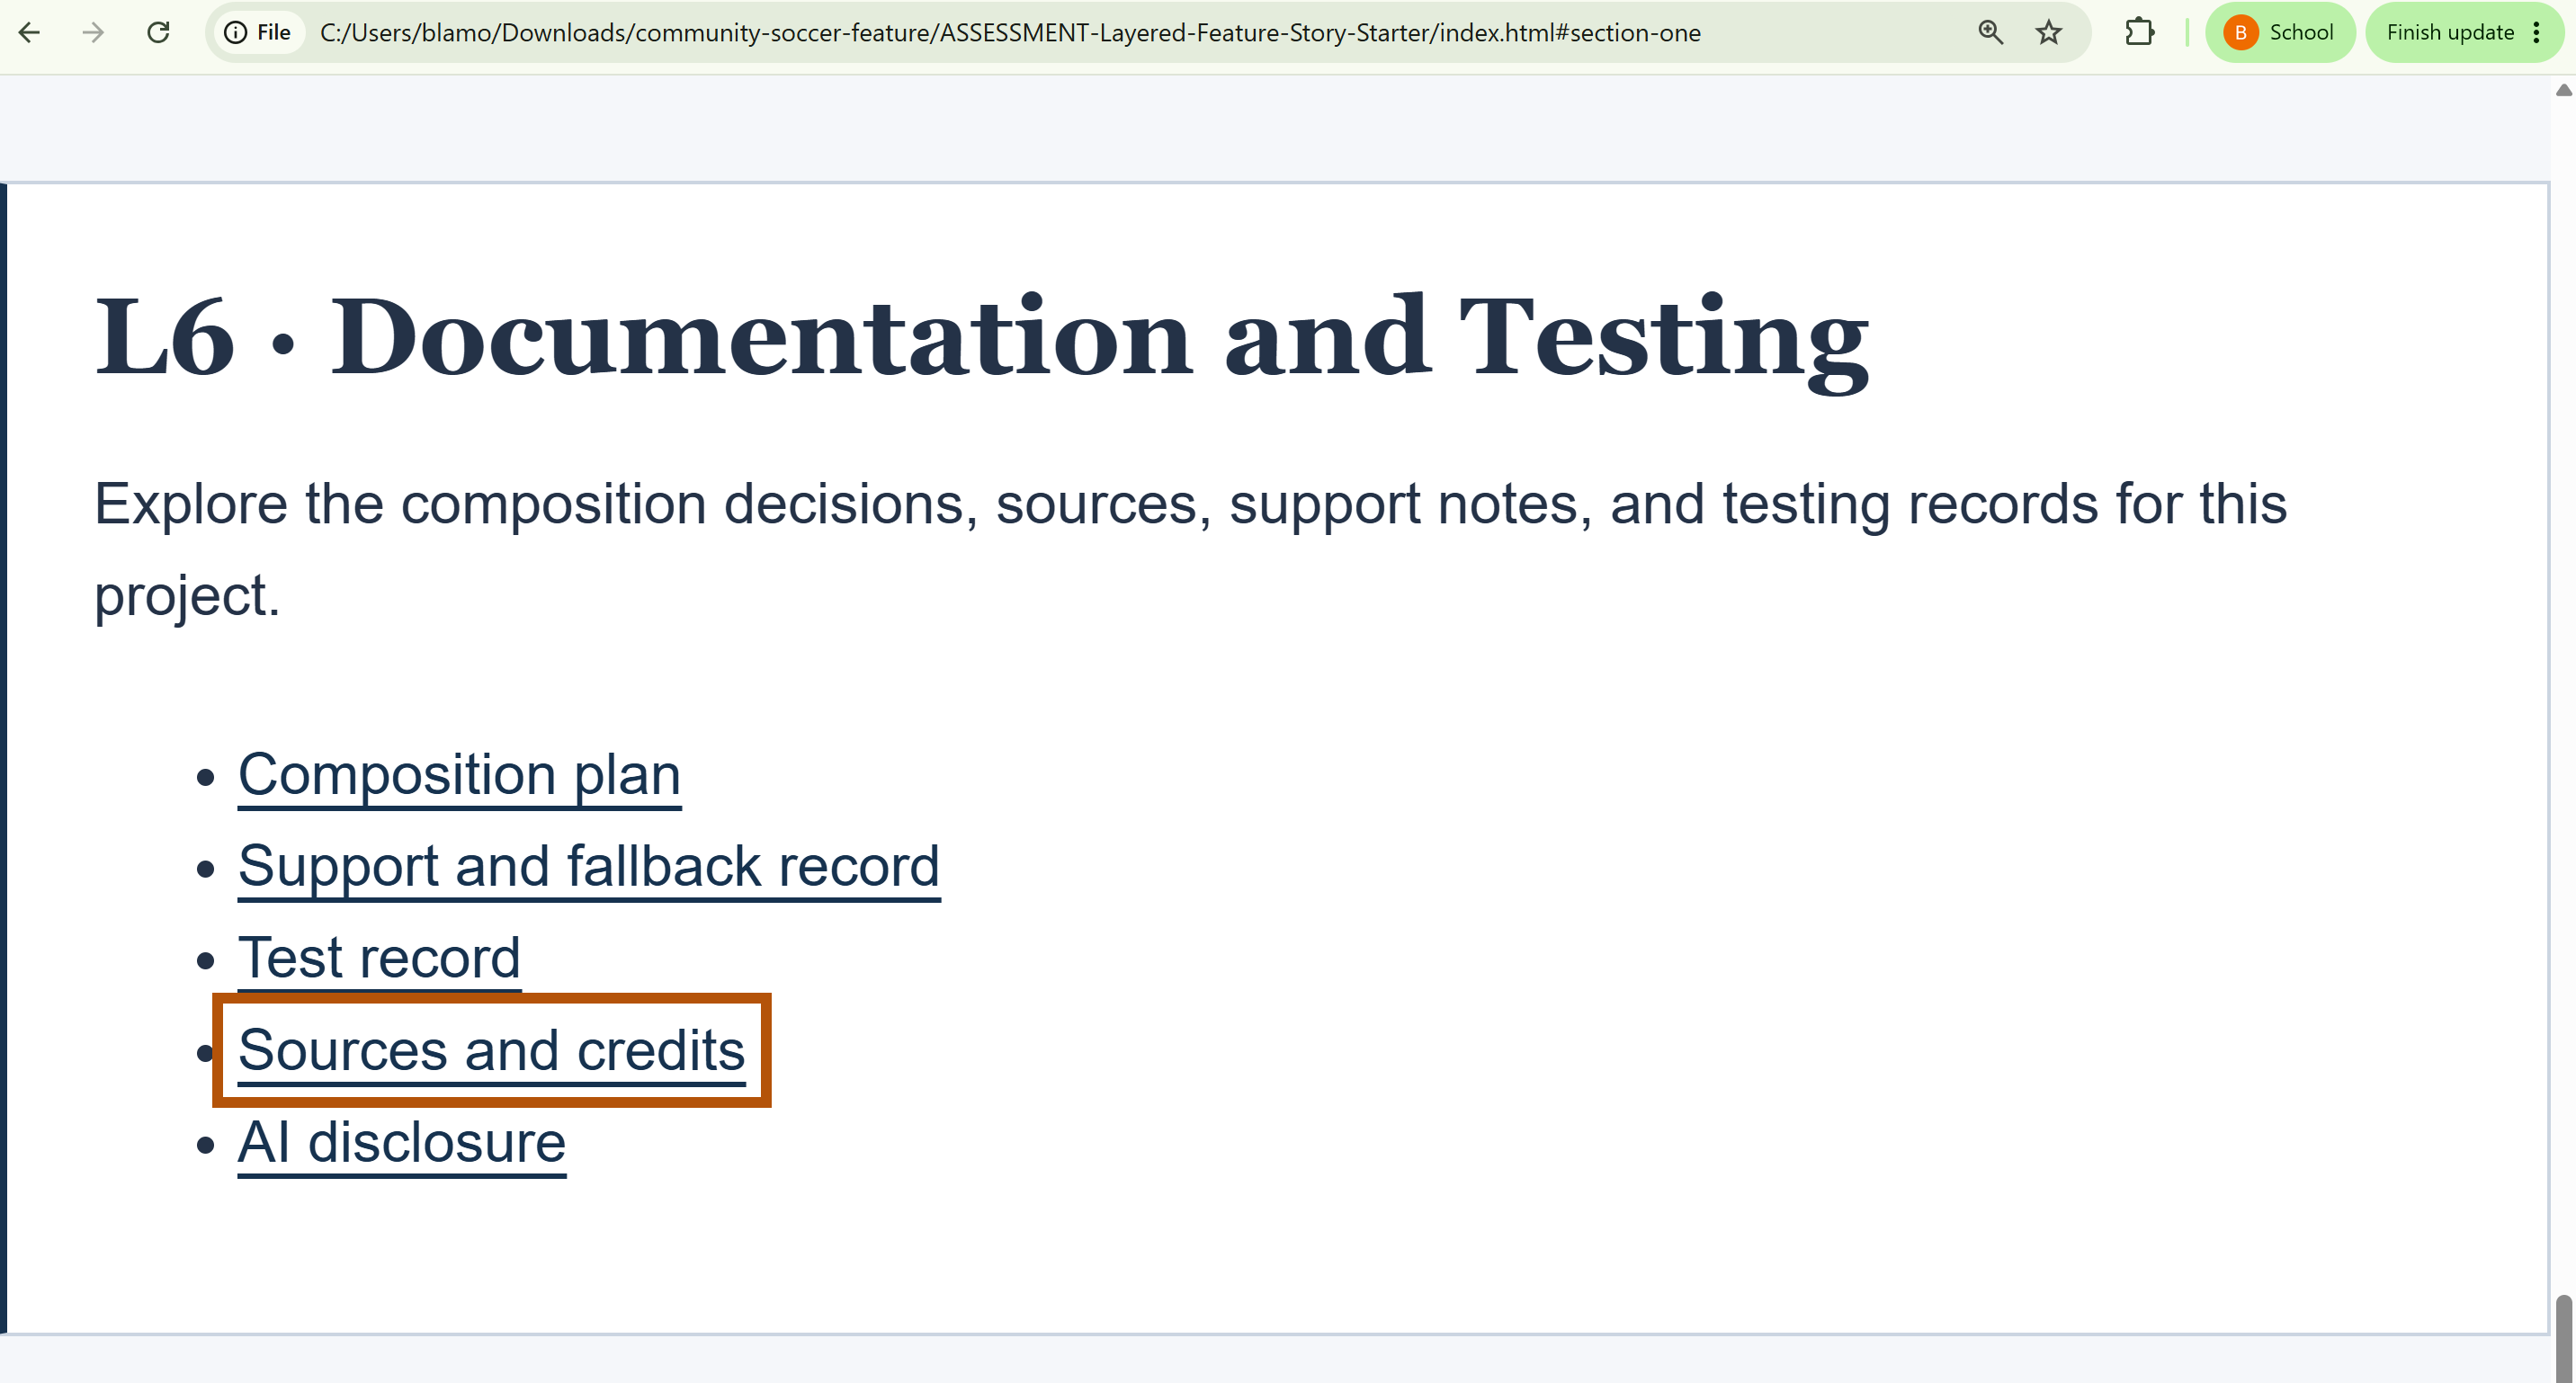 File C:/Users/blamo/Downloads/community-soccer-feature/ASSESSMENT-Layered-Feature-Story-Starter/index.html#section-one B School Finish update
L6 · Documentation and Testing
Explore the composition decisions, sources, support notes, and testing records for this
project.
• Composition plan
• Support and fallback record
• Test record
• Sources and credits
• AI disclosure